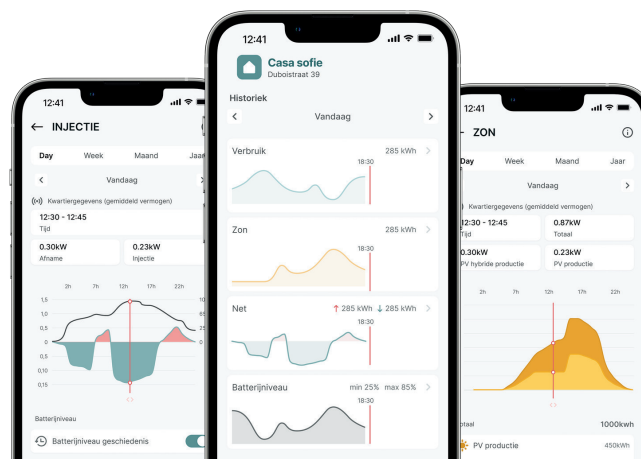 12:41
INJECTIE
Day Week Maand Jaar
Vandaag
Kwartiergegevens (gemiddeld vermogen)
12:30 - 12:45
Tijd
0.30kW 0.23kW
Afname Injectie
2h 7h 12h 17h 22h
1,5
1,0
0,5
0
0,5
0,10
0,15
Batterijniveau
Batterijniveau geschiedenis
12:41
Casa sofie
Duboistraat 39
Historiek
Vandaag
Verbruik 285 kWh
18:30
Zon 285 kWh
18:30
Net 285 kWh 285 kWh
18:30
Batterijniveau min 25% max 85%
18:30
12:41
ZON
Day Week Maand Jaar
Vandaag
Kwartiergegevens (gemiddeld vermogen)
12:30 - 12:45 0.87kW
Tijd Totaal
0.30kW 0.23kW
PV hybride productie PV productie
2h 7h 12h 17h 22h
1000kwh
PV productie 450kWh